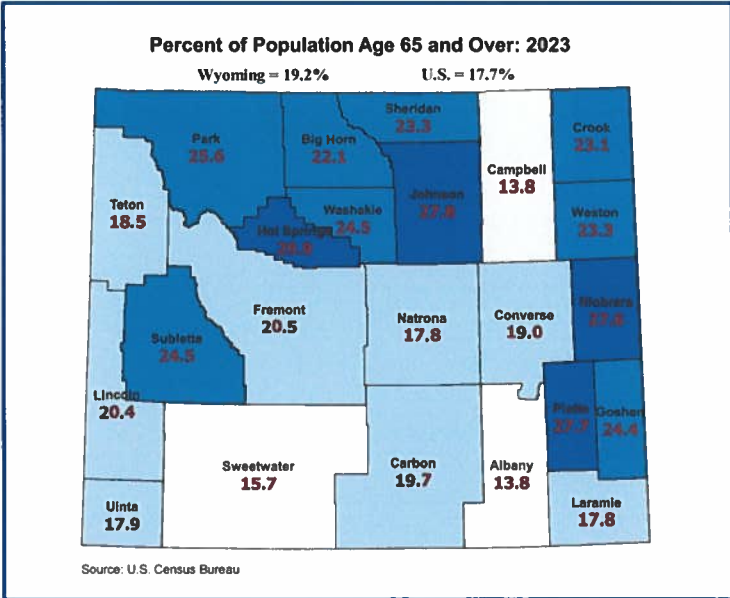 Percent of Population Age 65 and Over: 2023
Wyoming = 19.2% U.S. = 17.7%
Sheridan
23.3
Park
25.6
Big Horn
22.1
Crook
23.1
Campbell
13.8
Teton
18.5
Johnson
Washakie
24.5
Weston
23.3
Hot Springs
Fremont
20.5
Natrona
17.8
Converse
19.0
Niobrara
Sublette
24.5
Lincoln
20.4
Platte
27.7
Goshen
24.4
Sweetwater
15.7
Carbon
19.7
Albany
13.8
Uinta
17.9
Laramie
17.8
Source: U.S. Census Bureau